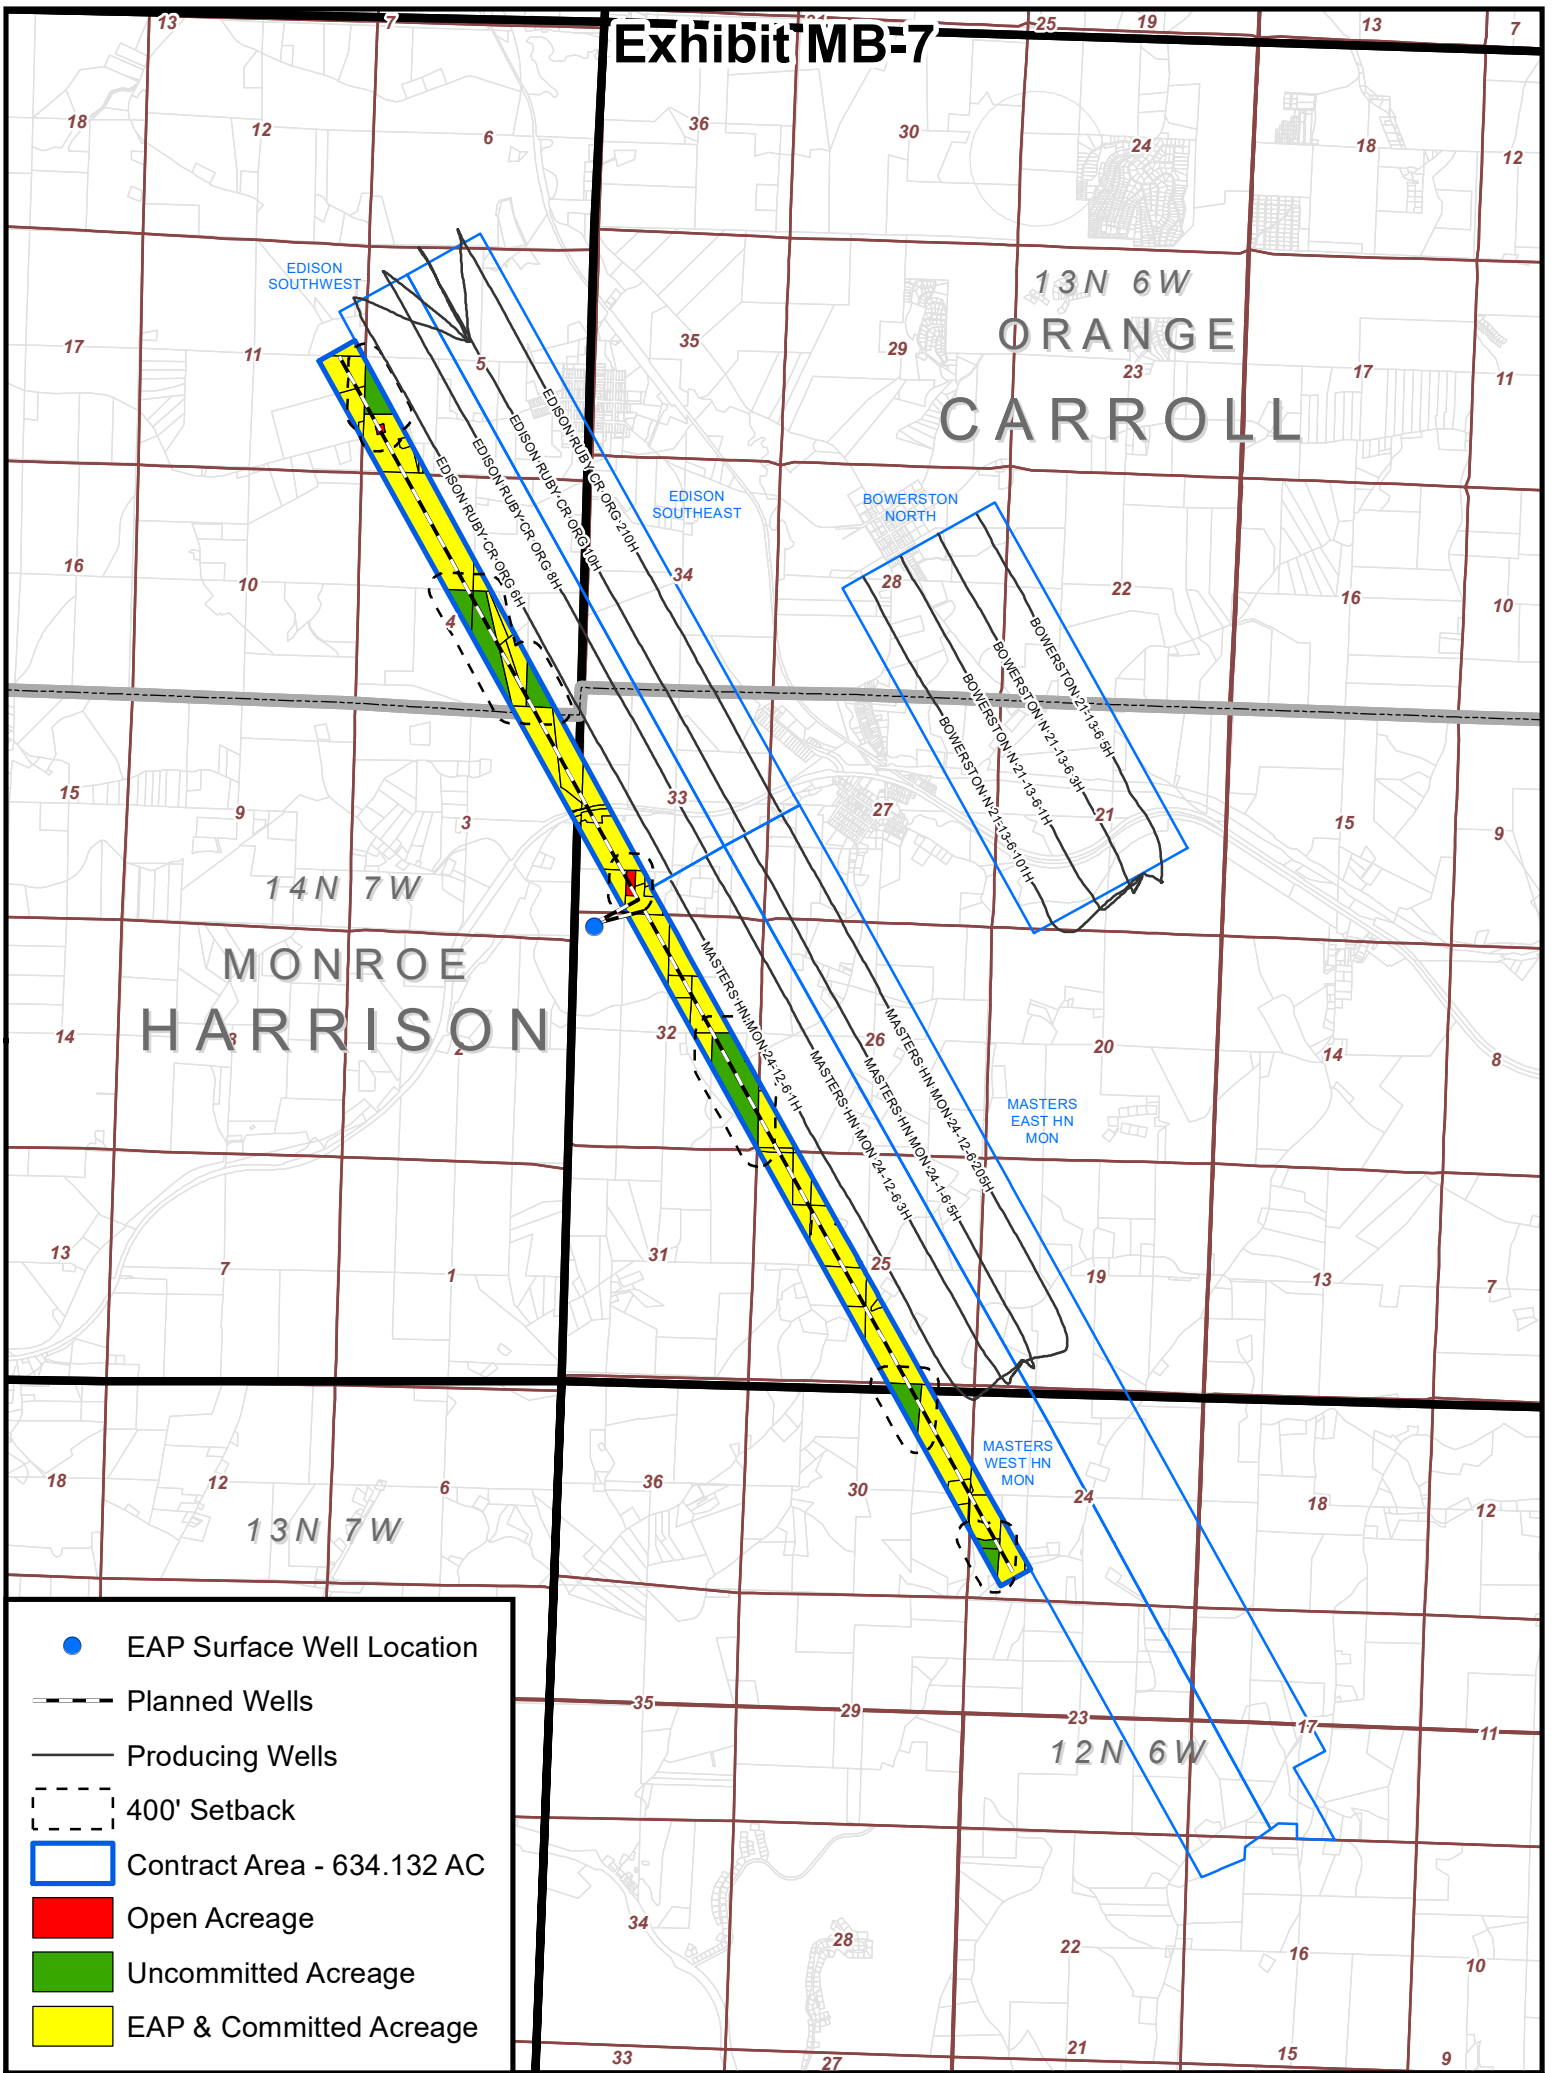 Exhibit MB-7
13
7
25
19
13
7
18
12
6
36
30
24
18
12
EDISON
SOUTHWEST
13N 6W
ORANGE
CARROLL
17
11
5
35
29
23
17
11
EDISON RUBY CR ORG 6H
EDISON RUBY CR ORG 8H
EDISON RUBY CR ORG 10H
EDISON RUBY CR ORG 210H
EDISON
SOUTHEAST
BOWERSTON
NORTH
16
10
4
34
28
22
16
10
BOWERSTON N 21-13-6 101H
BOWERSTON N 21-13-6 1H
BOWERSTON N 21-13-6 3H
BOWERSTON 21-13-6 5H
15
9
3
33
27
21
15
9
14N 7W
MONROE
HARRISON
14
8
2
32
26
20
14
8
MASTERS HN MON 24-12-6 1H
MASTERS HN MON 24-12-6 3H
MASTERS HN MON 24-1-6 5H
MASTERS HN MON 24-12-6 205H
MASTERS
EAST HN
MON
13
7
1
31
25
19
13
7
MASTERS
WEST HN
MON
18
12
6
36
30
24
18
12
13N 7W
35
29
23
17
11
12N 6W
34
28
22
16
10
33
27
21
15
9
EAP Surface Well Location
Planned Wells
Producing Wells
400' Setback
Contract Area - 634.132 AC
Open Acreage
Uncommitted Acreage
EAP & Committed Acreage